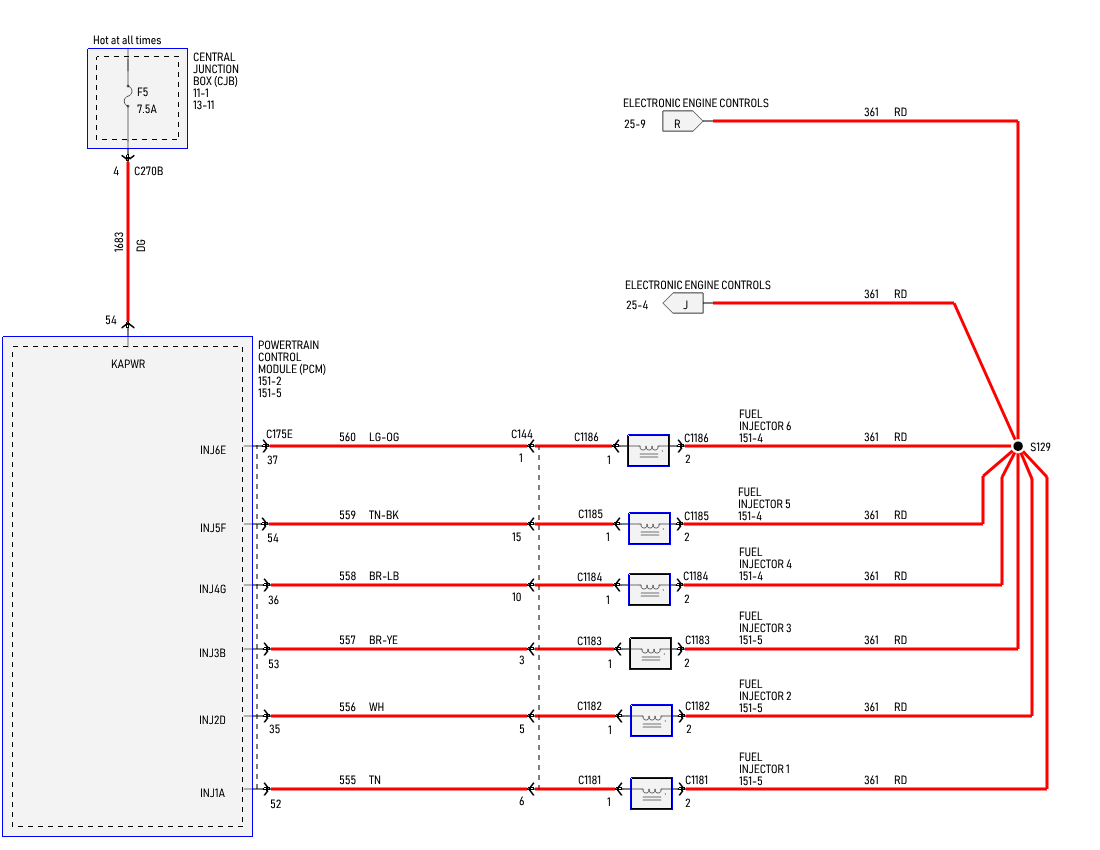 Hot at all times
CENTRAL
JUNCTION
BOX (CJB)
11-1
13-11
F5
7.5A
4 C270B
1683
DG
54
KAPWR
POWERTRAIN
CONTROL
MODULE (PCM)
151-2
151-5
ELECTRONIC ENGINE CONTROLS
25-9 R
361 RD
ELECTRONIC ENGINE CONTROLS
25-4 J
361 RD
S129
FUEL
INJECTOR 6
151-4
INJ6E C175E 560 LG-OG C144 C1186 C1186 361 RD
37 1 1 2
FUEL
INJECTOR 5
151-4
INJ5F 559 TN-BK C1185 C1185 361 RD
54 15 1 2
FUEL
INJECTOR 4
151-4
INJ4G 558 BR-LB C1184 C1184 361 RD
36 10 1 2
FUEL
INJECTOR 3
151-5
INJ3B 557 BR-YE C1183 C1183 361 RD
53 3 1 2
FUEL
INJECTOR 2
151-5
INJ2D 556 WH C1182 C1182 361 RD
35 5 1 2
FUEL
INJECTOR 1
151-5
INJ1A 555 TN C1181 C1181 361 RD
52 6 1 2